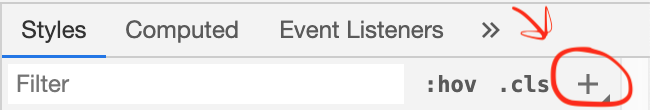 Styles Computed Event Listeners »
Filter :hov .cls +